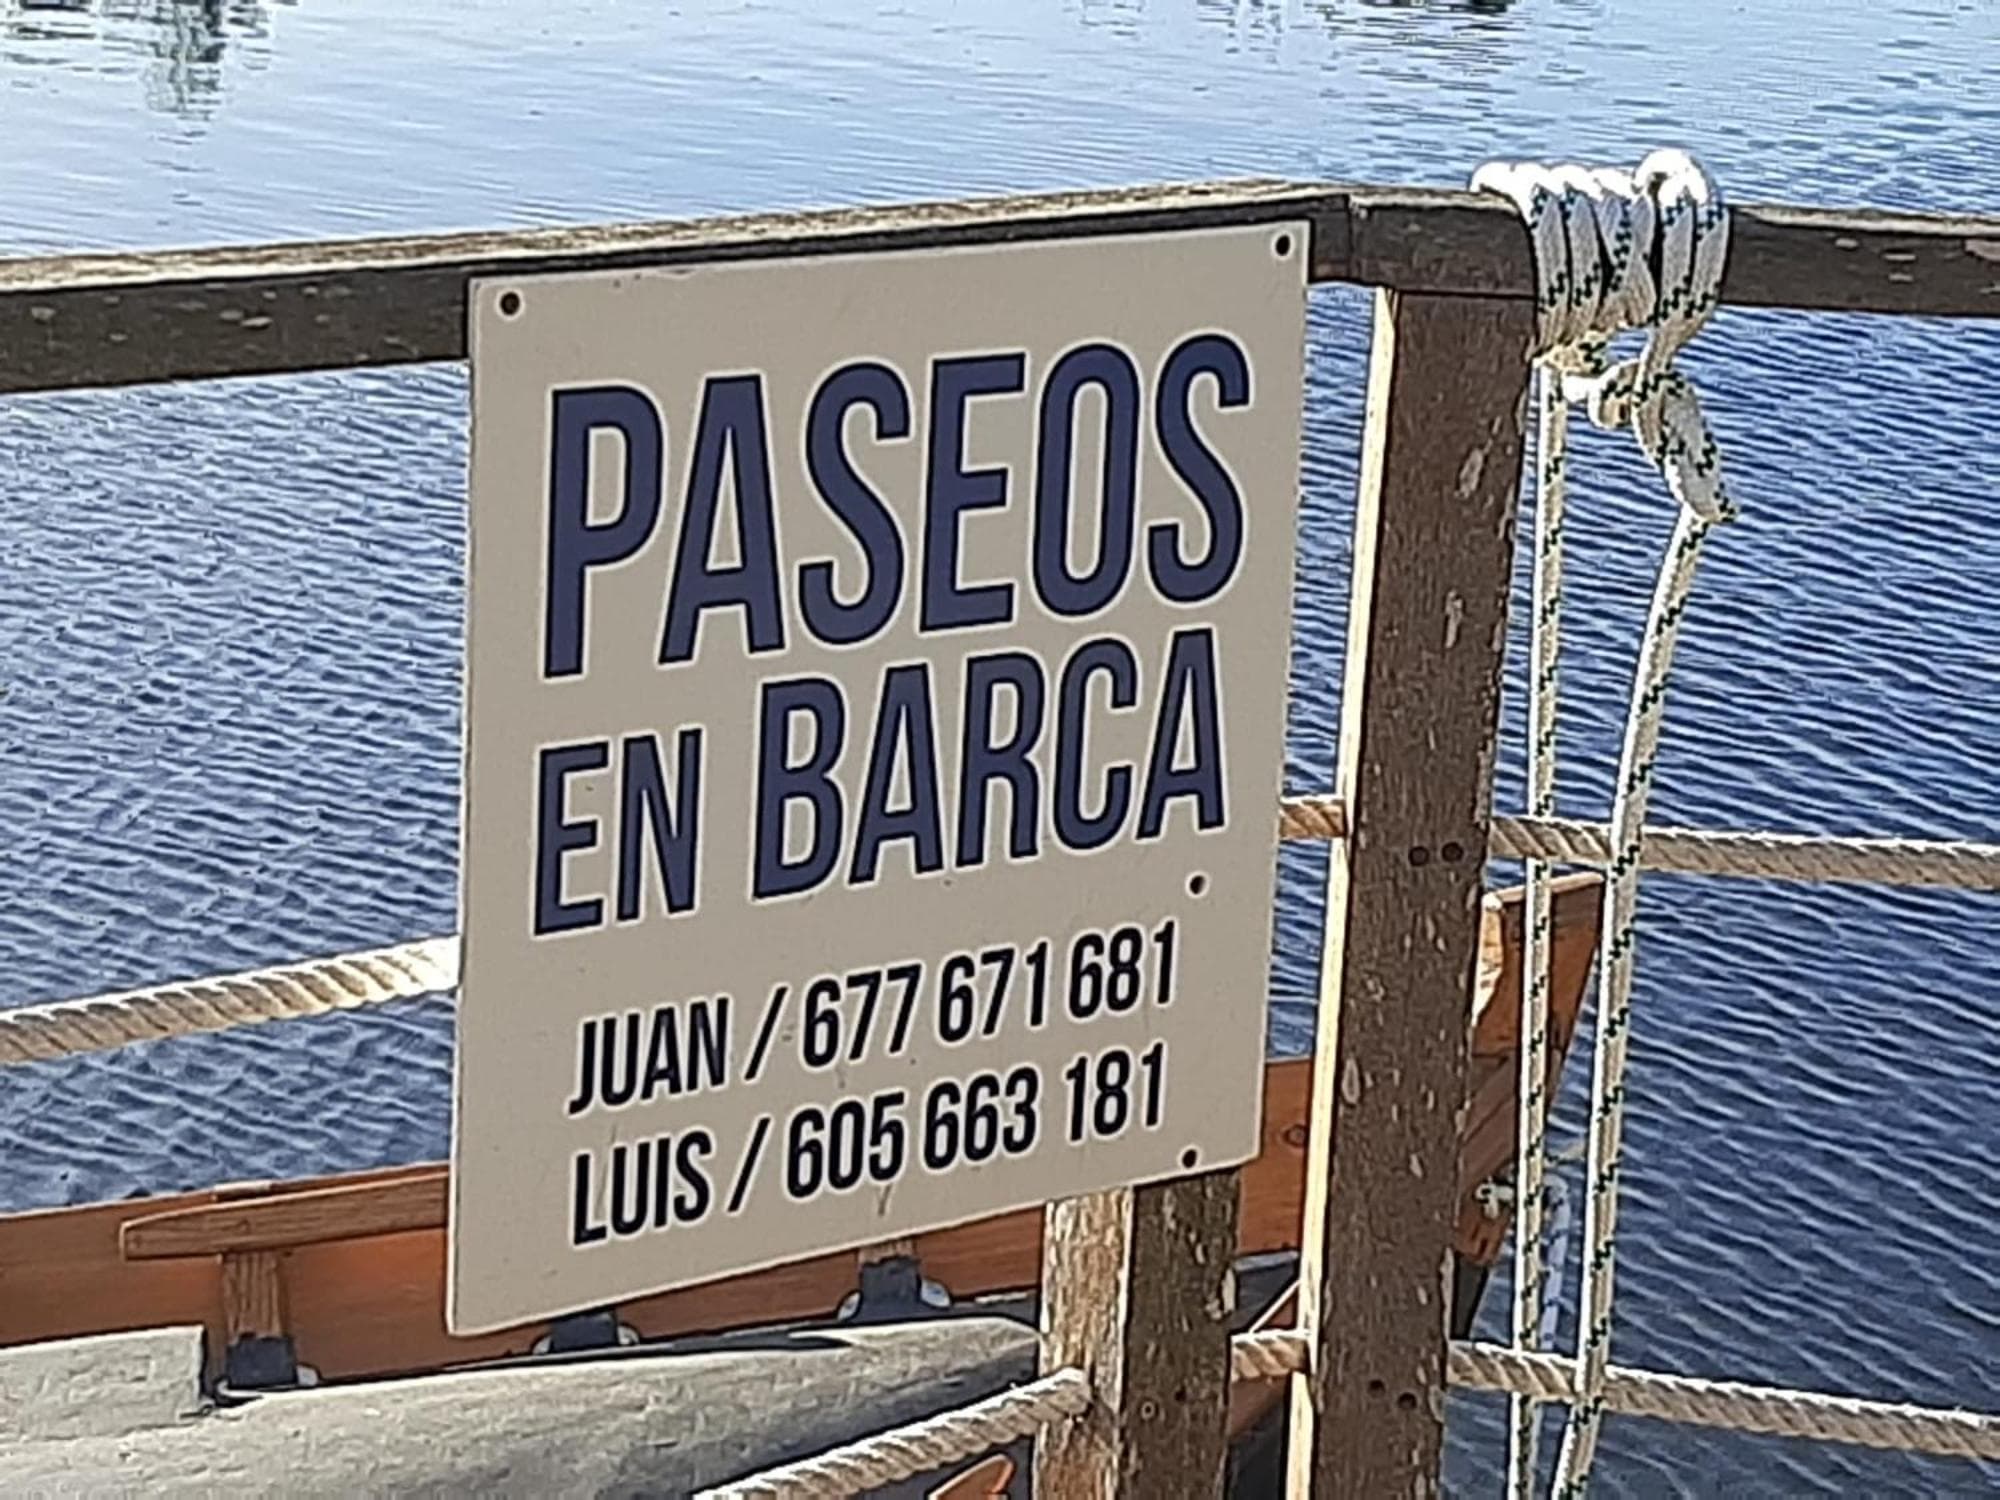 PASEOS
EN BARCA
JUAN / 677 671 681
LUIS / 605 663 181